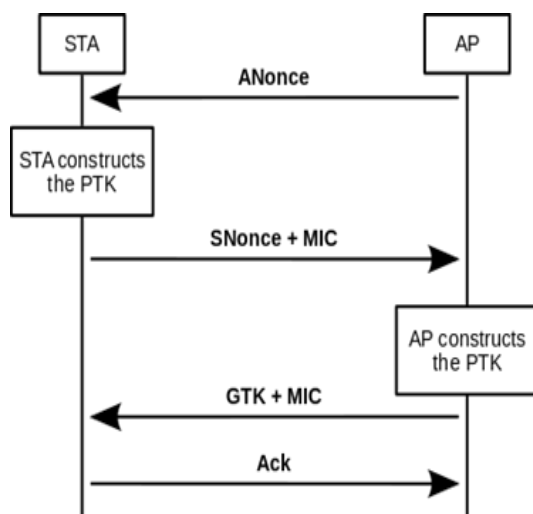 STA
AP
ANonce
STA constructs
the PTK
SNonce + MIC
AP constructs
the PTK
GTK + MIC
Ack